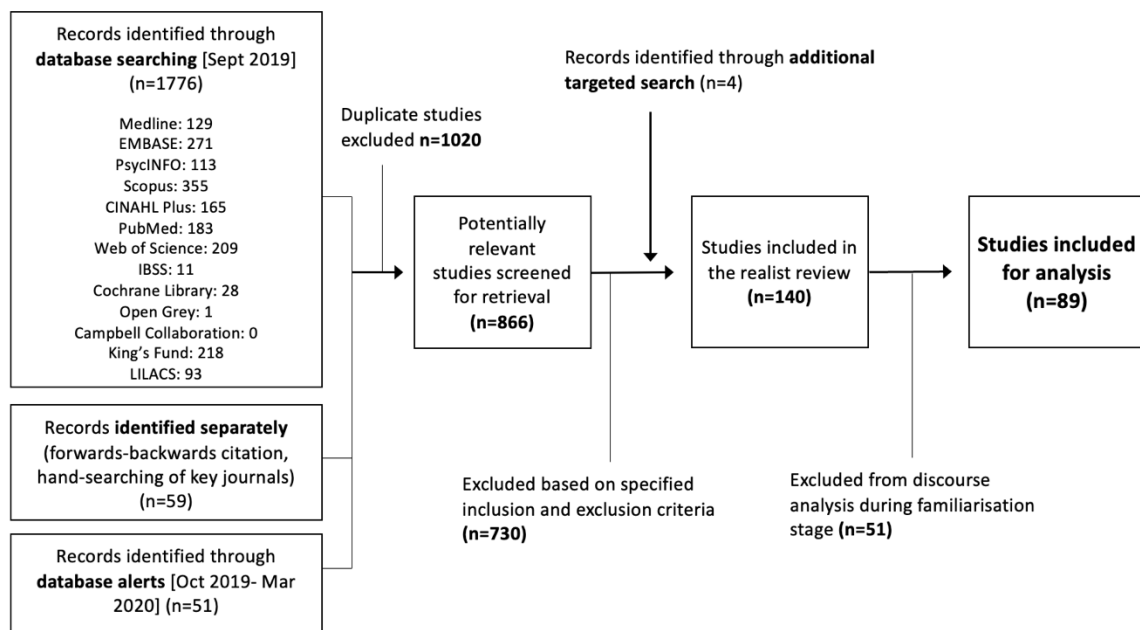 Records identified through
database searching [Sept 2019]
(n=1776)
Medline: 129
EMBASE: 271
PsycINFO: 113
Scopus: 355
CINAHL Plus: 165
PubMed: 183
Web of Science: 209
IBSS: 11
Cochrane Library: 28
Open Grey: 1
Campbell Collaboration: 0
King's Fund: 218
LILACS: 93
Records identified separately
(forwards-backwards citation,
hand-searching of key journals)
(n=59)
Records identified through
database alerts [Oct 2019- Mar
2020] (n=51)
Duplicate studies
excluded n=1020
Potentially
relevant
studies screened
for retrieval
(n=866)
Records identified through additional
targeted search (n=4)
Excluded based on specified
inclusion and exclusion criteria
(n=730)
Studies included in
the realist review
(n=140)
Excluded from discourse
analysis during familiarisation
stage (n=51)
Studies included
for analysis
(n=89)